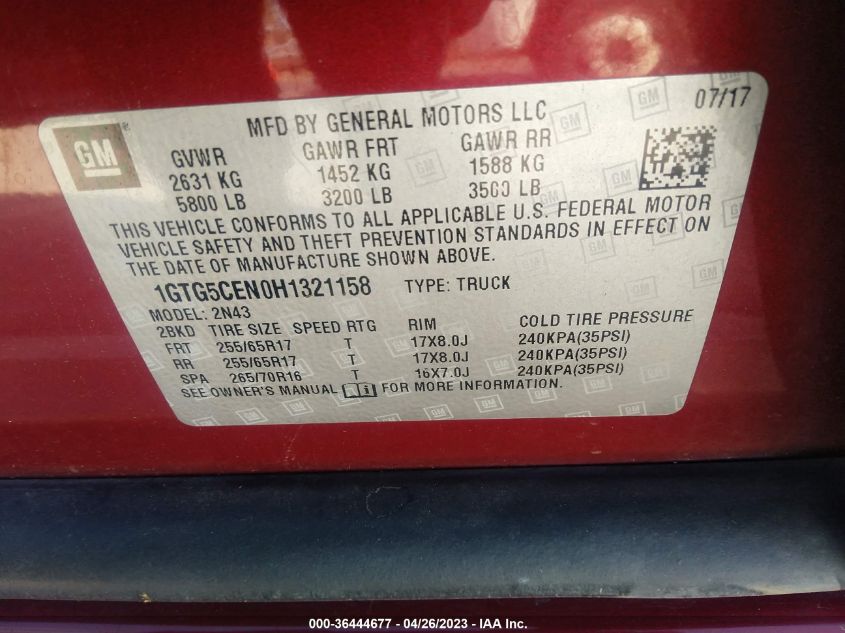 GM
®
07/17
MFD BY GENERAL MOTORS LLC
GVWR GAWR FRT GAWR RR
2631 KG 1452 KG 1588 KG
5800 LB 3200 LB 3500 LB
THIS VEHICLE CONFORMS TO ALL APPLICABLE U.S. FEDERAL MOTOR
VEHICLE SAFETY AND THEFT PREVENTION STANDARDS IN EFFECT ON
THE DATE OF MANUFACTURE SHOWN ABOVE.
1GTG5CEN0H1321158 TYPE: TRUCK
MODEL: 2N43
2BKD TIRE SIZE SPEED RTG RIM COLD TIRE PRESSURE
FRT 255/65R17 T 17X8.0J 240KPA(35PSI)
RR 255/65R17 T 17X8.0J 240KPA(35PSI)
SPA 265/70R16 T 16X7.0J 240KPA(35PSI)
SEE OWNER'S MANUAL i FOR MORE INFORMATION.
000-36444677 - 04/26/2023 - IAA Inc.